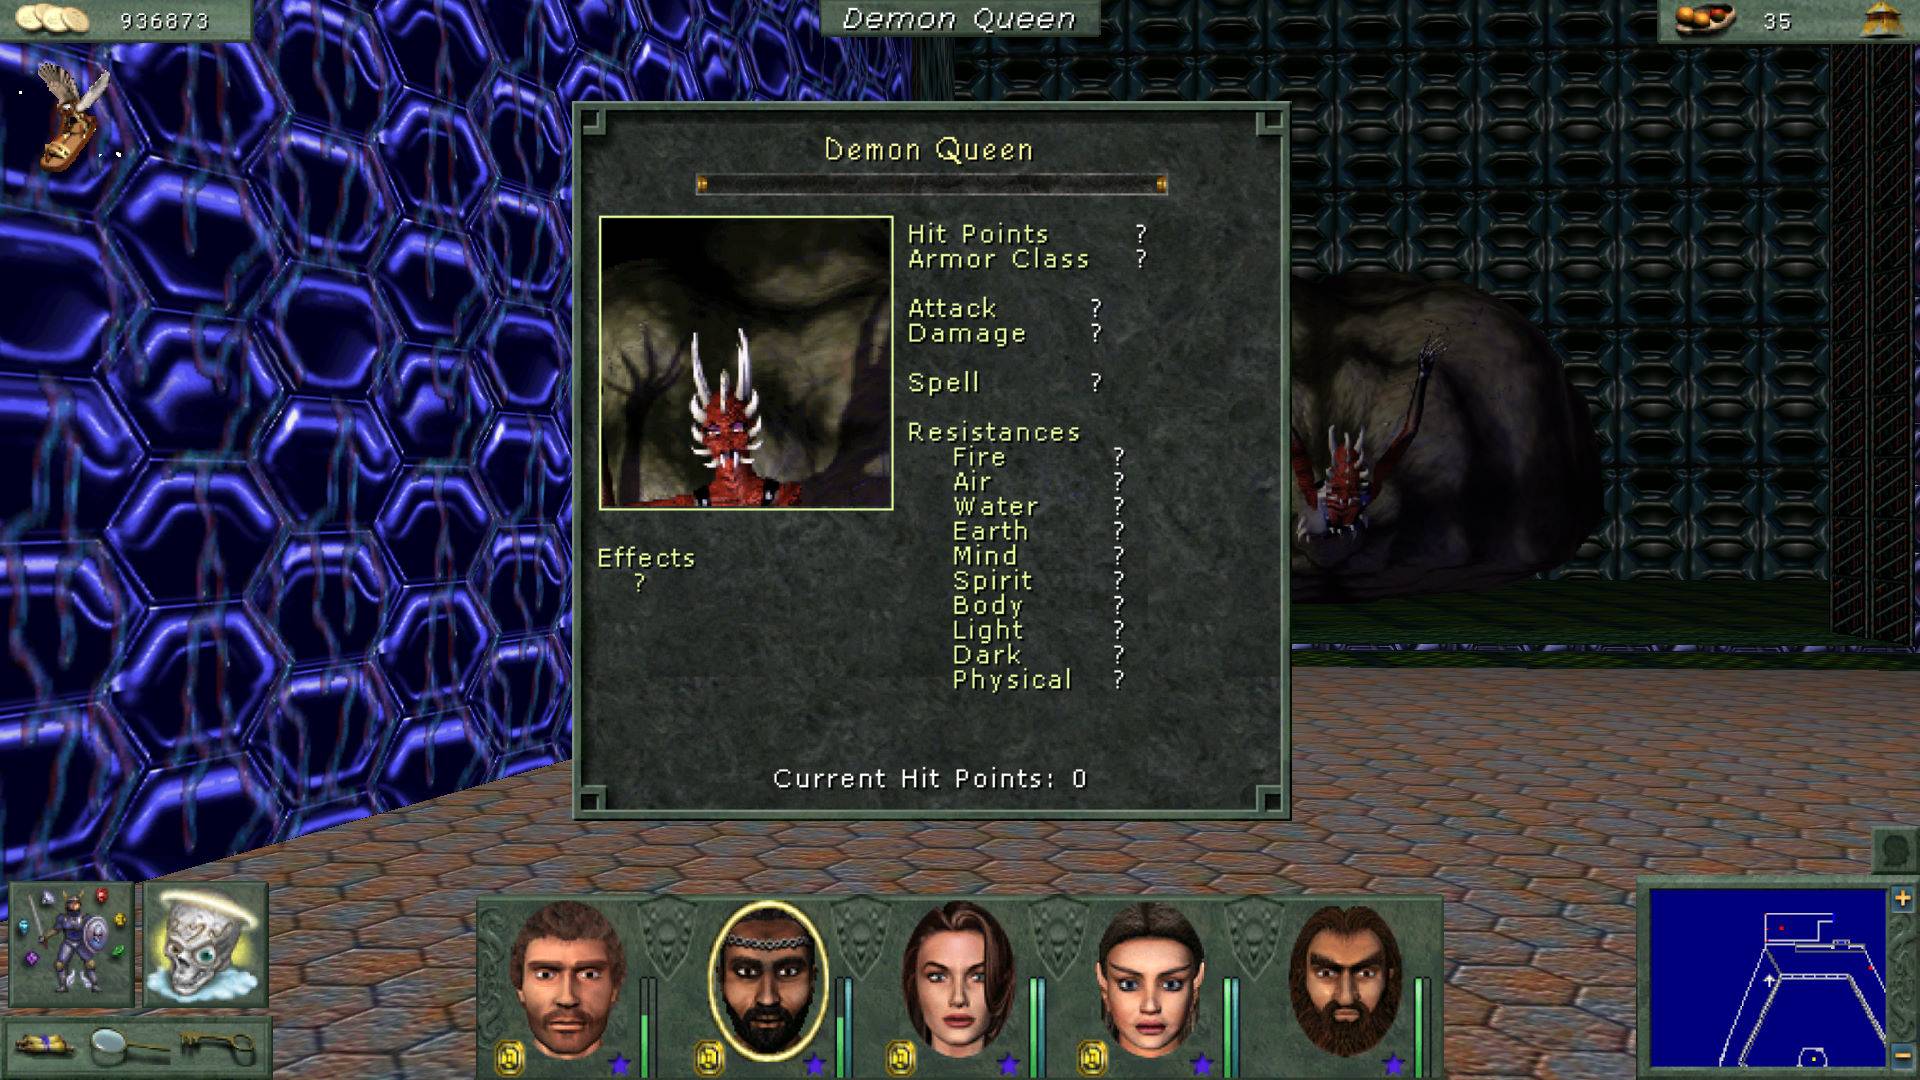 936873
Demon Queen
35
Demon Queen
Hit Points ?
Armor Class ?
Attack ?
Damage ?
Spell ?
Resistances
Fire ?
Air ?
Water ?
Earth ?
Mind ?
Spirit ?
Body ?
Light ?
Dark ?
Physical ?
Effects
?
Current Hit Points: 0
+
-